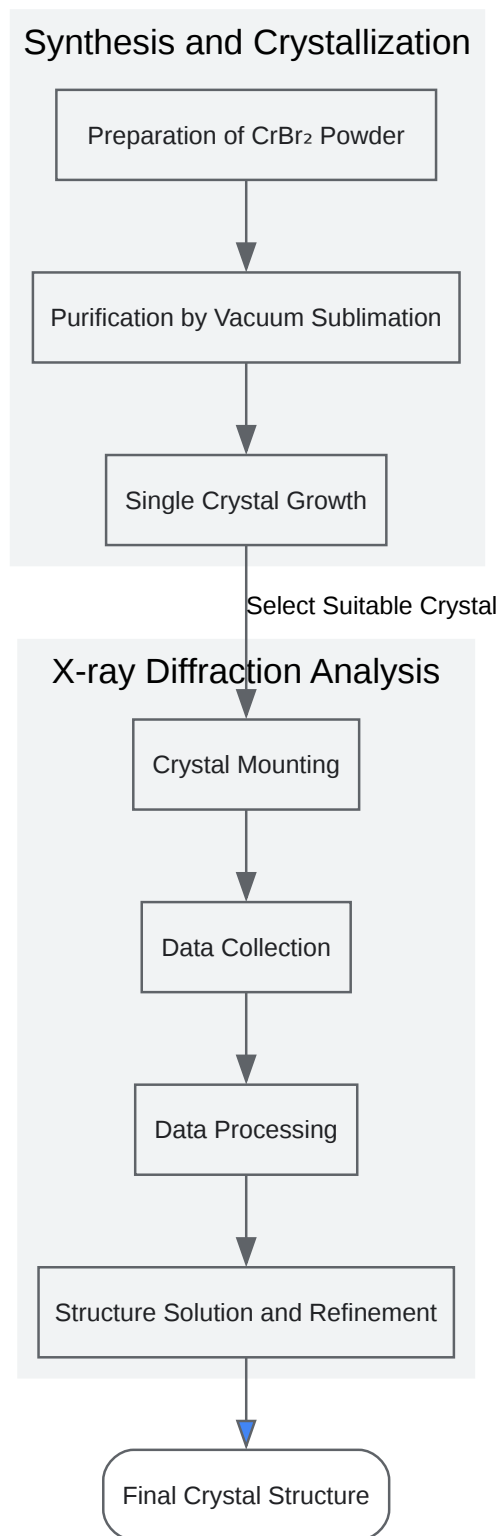 Synthesis and Crystallization
Preparation of CrBr₂ Powder
Purification by Vacuum Sublimation
Single Crystal Growth
Select Suitable Crystal
X-ray Diffraction Analysis
Crystal Mounting
Data Collection
Data Processing
Structure Solution and Refinement
Final Crystal Structure